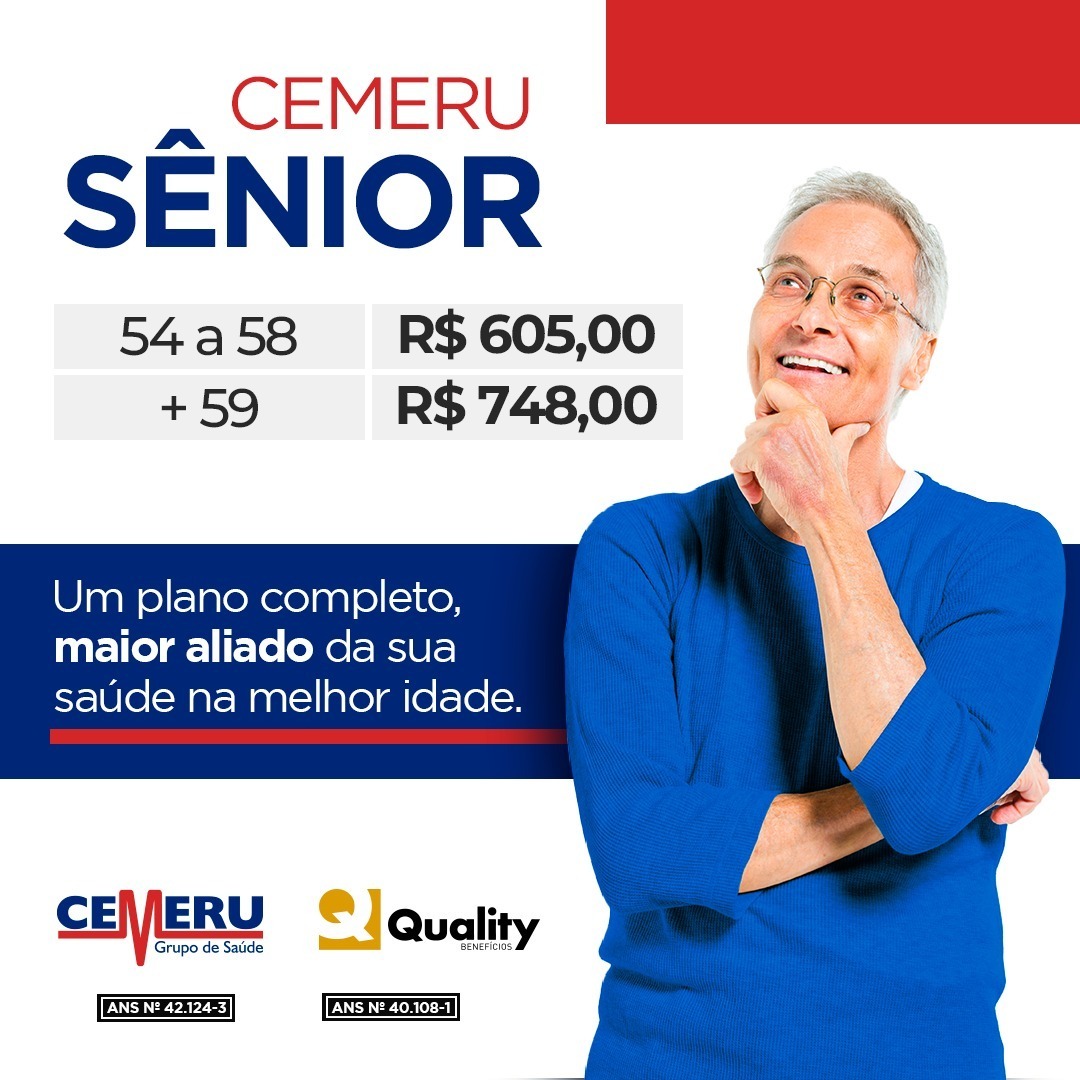 CEMERU
SÊNIOR
54 a 58 R$ 605,00
+ 59 R$ 748,00
Um plano completo,
maior aliado da sua
saúde na melhor idade.
CEMERU
Grupo de Saúde
Quality
BENEFÍCIOS
ANS Nº 42.124-3
ANS Nº 40.108-1